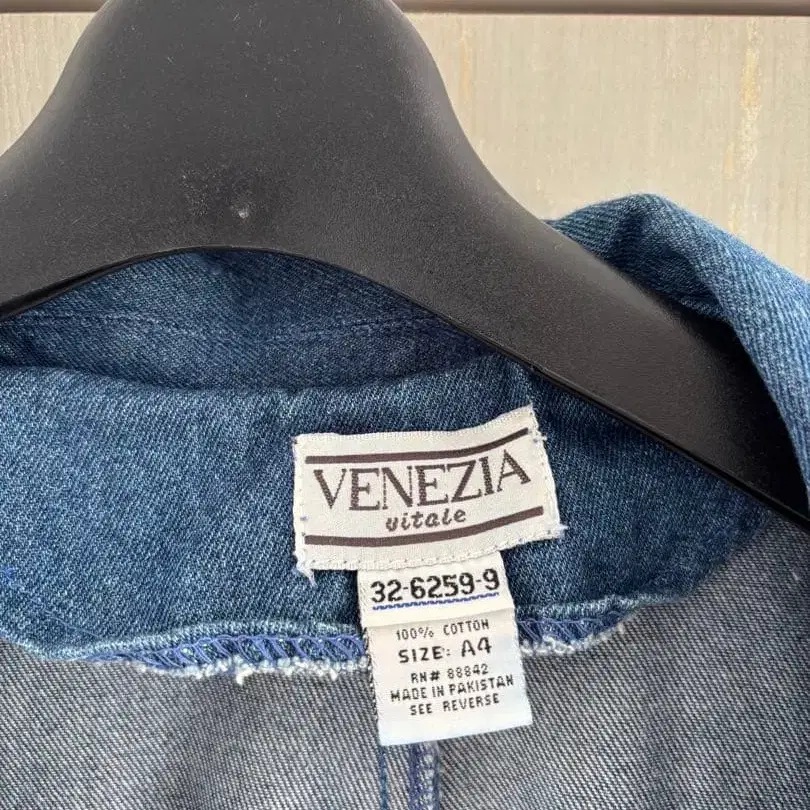 VENEZIA
vitale
32-6259-9
100% COTTON
SIZE: A4
RN# 88842
MADE IN PAKISTAN
SEE REVERSE